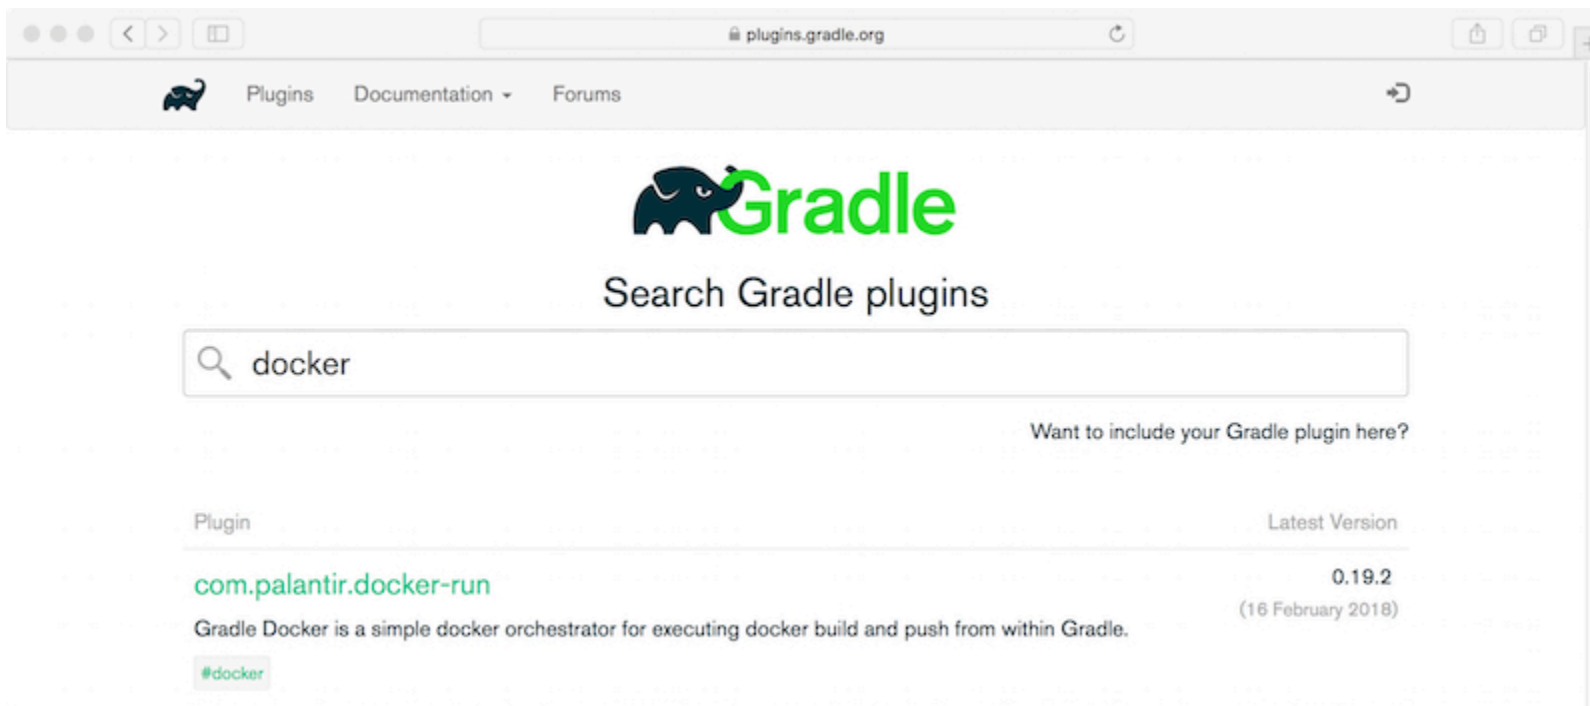 plugins.gradle.org
Plugins Documentation Forums
Gradle
Search Gradle plugins
docker
Want to include your Gradle plugin here?
Plugin Latest Version
com.palantir.docker-run 0.19.2
(16 February 2018)
Gradle Docker is a simple docker orchestrator for executing docker build and push from within Gradle.
#docker